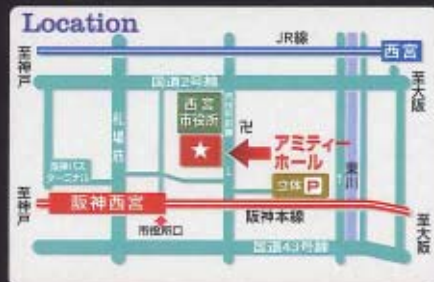 Location
JR線
西宮
至神戸
至大阪
国道2号線
札場筋
西宮
市役所
卍
アミティー
ホール
東川
阪神バス
ターミナル
立体P
至神戸
阪神西宮
市役所口
阪神本線
至大阪
国道43号線